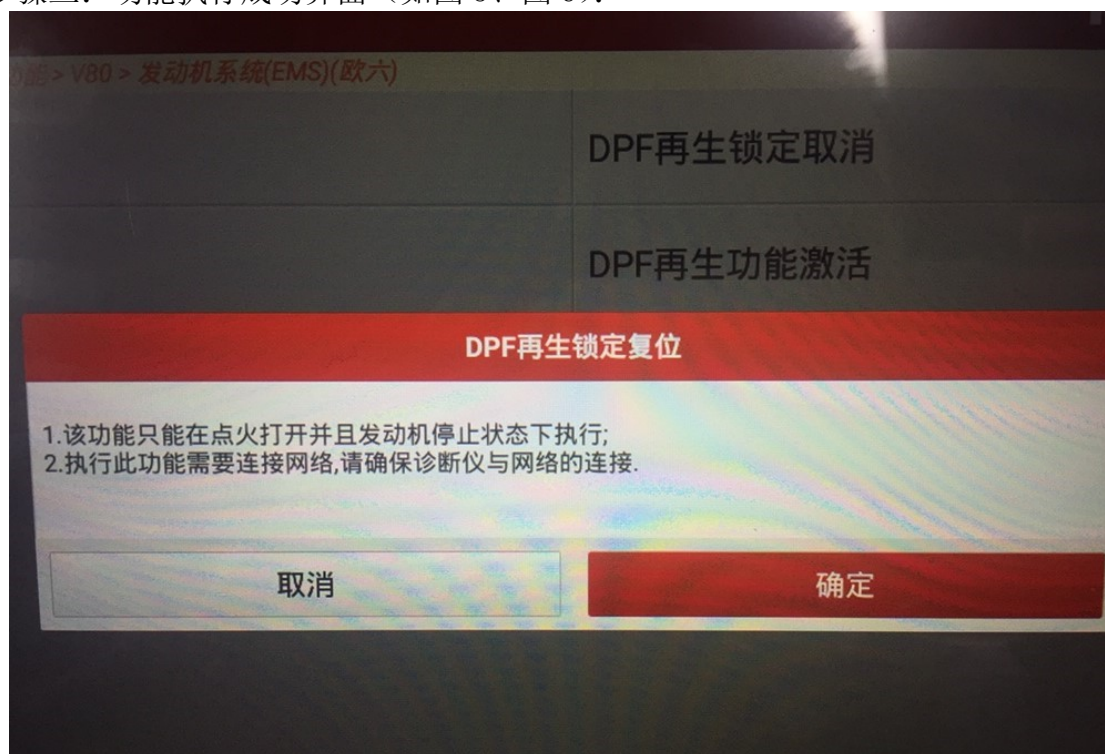 功能> V80 > 发动机系统(EMS)(欧六)
DPF再生锁定取消
DPF再生功能激活
DPF再生锁定复位
1.该功能只能在点火打开并且发动机停止状态下执行;
2.执行此功能需要连接网络,请确保诊断仪与网络的连接.
取消
确定